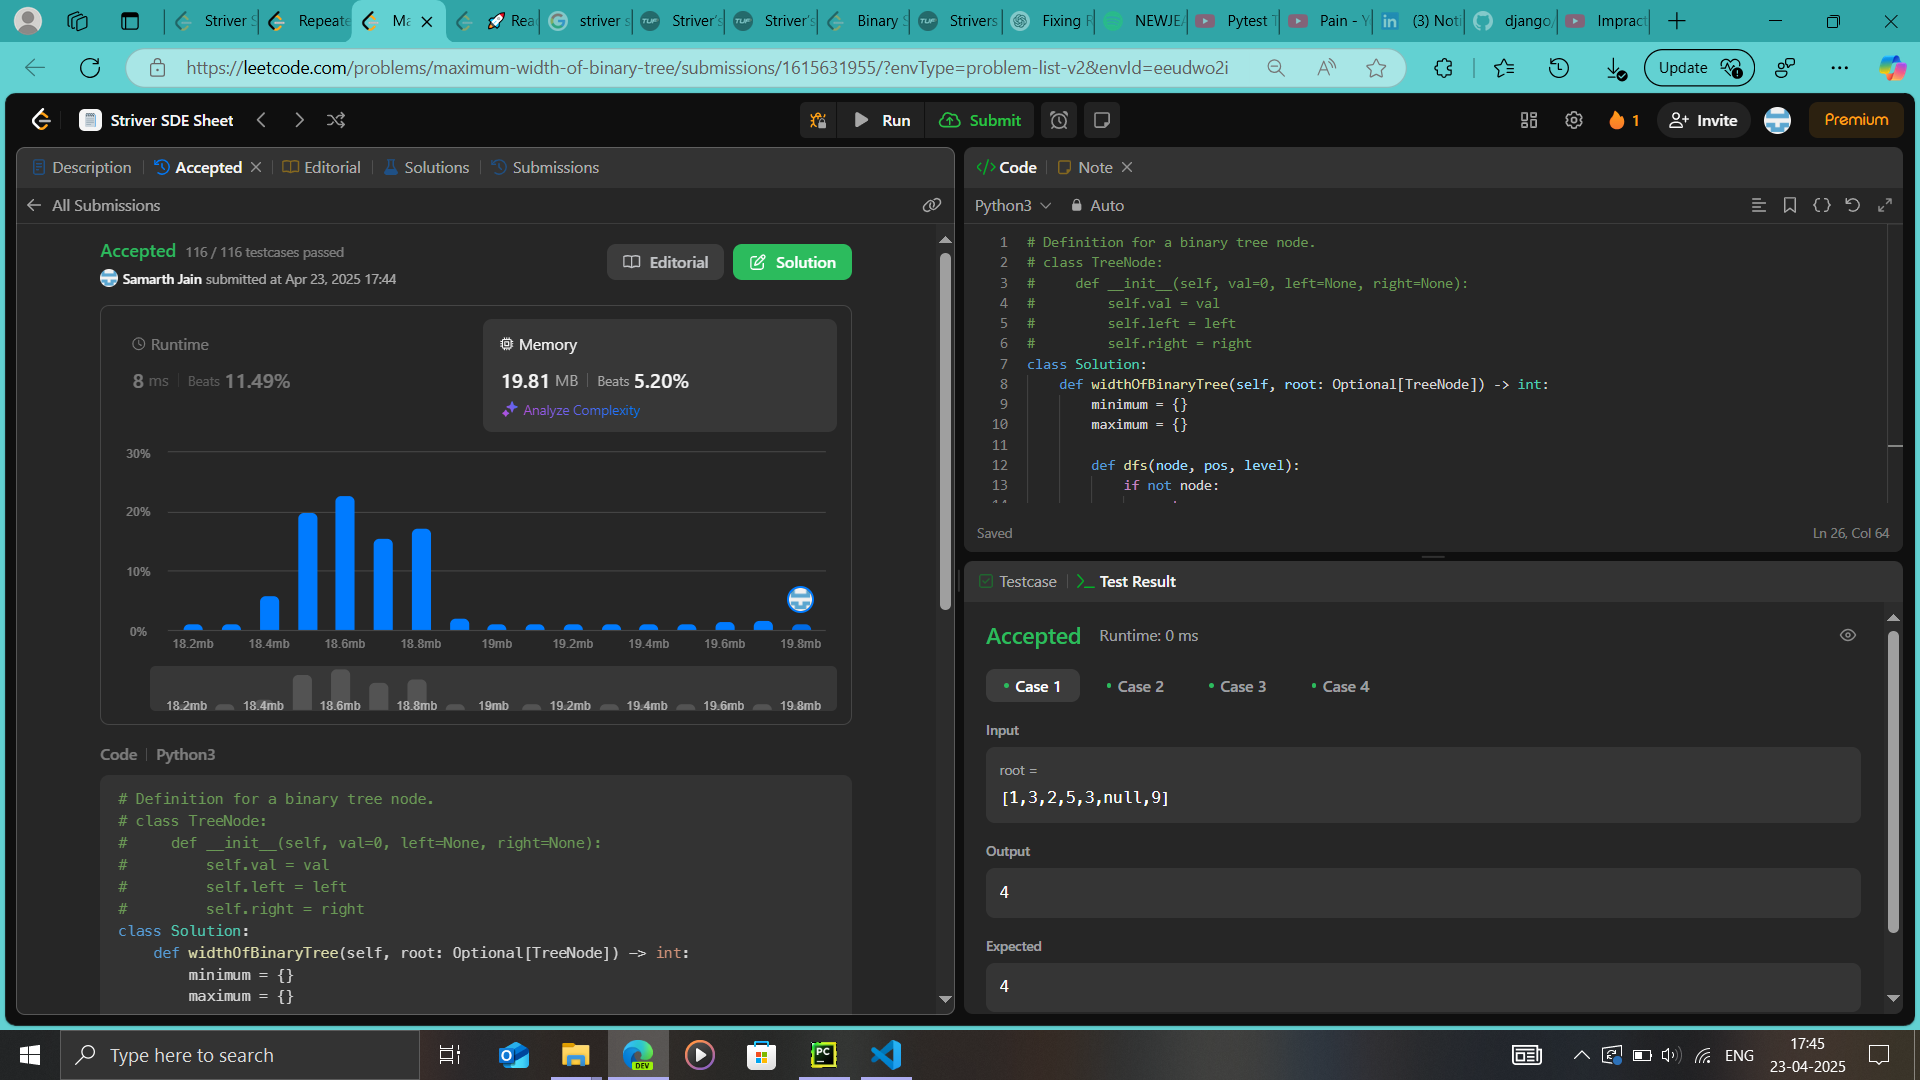 Striver S
Repeate
Ma
Read
striver s
Striver's
Striver's
Binary S
Strivers
Fixing R
NEWJEA
Pytest T
Pain - Y
(3) Noti
django/
Impract
https://leetcode.com/problems/maximum-width-of-binary-tree/submissions/1615631955/?envType=problem-list-v2&envId=eeudwo2i
Update
Striver SDE Sheet
Run
Submit
1
Invite
Premium
Description
Accepted
Editorial
Solutions
Submissions
All Submissions
Accepted 116 / 116 testcases passed
Samarth Jain submitted at Apr 23, 2025 17:44
Editorial
Solution
Runtime
8 ms Beats 11.49%
Memory
19.81 MB Beats 5.20%
Analyze Complexity
30%
20%
10%
0%
18.2mb 18.4mb 18.6mb 18.8mb 19mb 19.2mb 19.4mb 19.6mb 19.8mb
18.2mb 18.4mb 18.6mb 18.8mb 19mb 19.2mb 19.4mb 19.6mb 19.8mb
Code Python3
# Definition for a binary tree node.
# class TreeNode:
#     def __init__(self, val=0, left=None, right=None):
#         self.val = val
#         self.left = left
#         self.right = right
class Solution:
    def widthOfBinaryTree(self, root: Optional[TreeNode]) -> int:
        minimum = {}
        maximum = {}
</> Code
Note
Python3
Auto
1 # Definition for a binary tree node.
2 # class TreeNode:
3 #     def __init__(self, val=0, left=None, right=None):
4 #         self.val = val
5 #         self.left = left
6 #         self.right = right
7 class Solution:
8     def widthOfBinaryTree(self, root: Optional[TreeNode]) -> int:
9         minimum = {}
10         maximum = {}
11
12         def dfs(node, pos, level):
13             if not node:
Saved
Ln 26, Col 64
Testcase
Test Result
Accepted Runtime: 0 ms
Case 1
Case 2
Case 3
Case 4
Input
root =
[1,3,2,5,3,null,9]
Output
4
Expected
4
Type here to search
DEV
PC
ENG
17:45
23-04-2025